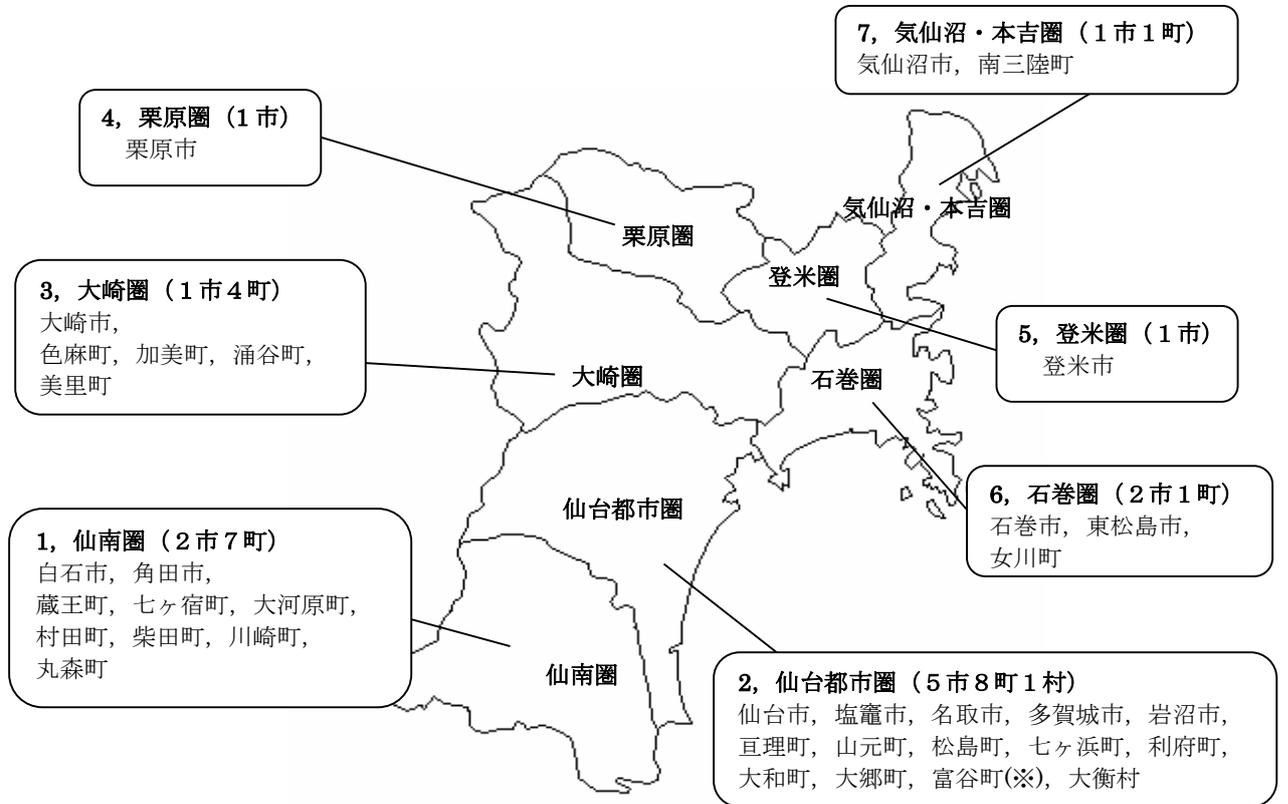 7, 気仙沼・本吉圏（１市１町）
気仙沼市, 南三陸町
4, 栗原圏（1 市）
栗原市
気仙沼・本吉圏
栗原圏
登米圏
3, 大崎圏（１市４町）
大崎市,
色麻町, 加美町, 涌谷町,
美里町
5, 登米圏（１市）
登米市
大崎圏
石巻圏
6, 石巻圏（２市１町）
石巻市, 東松島市,
女川町
仙台都市圏
1, 仙南圏（２市７町）
白石市, 角田市,
蔵王町, 七ヶ宿町, 大河原町,
村田町, 柴田町, 川崎町,
丸森町
仙南圏
2, 仙台都市圏（５市８町１村）
仙台市, 塩竈市, 名取市, 多賀城市, 岩沼市,
亘理町, 山元町, 松島町, 七ヶ浜町, 利府町,
大和町, 大郷町, 富谷町(※), 大衡村